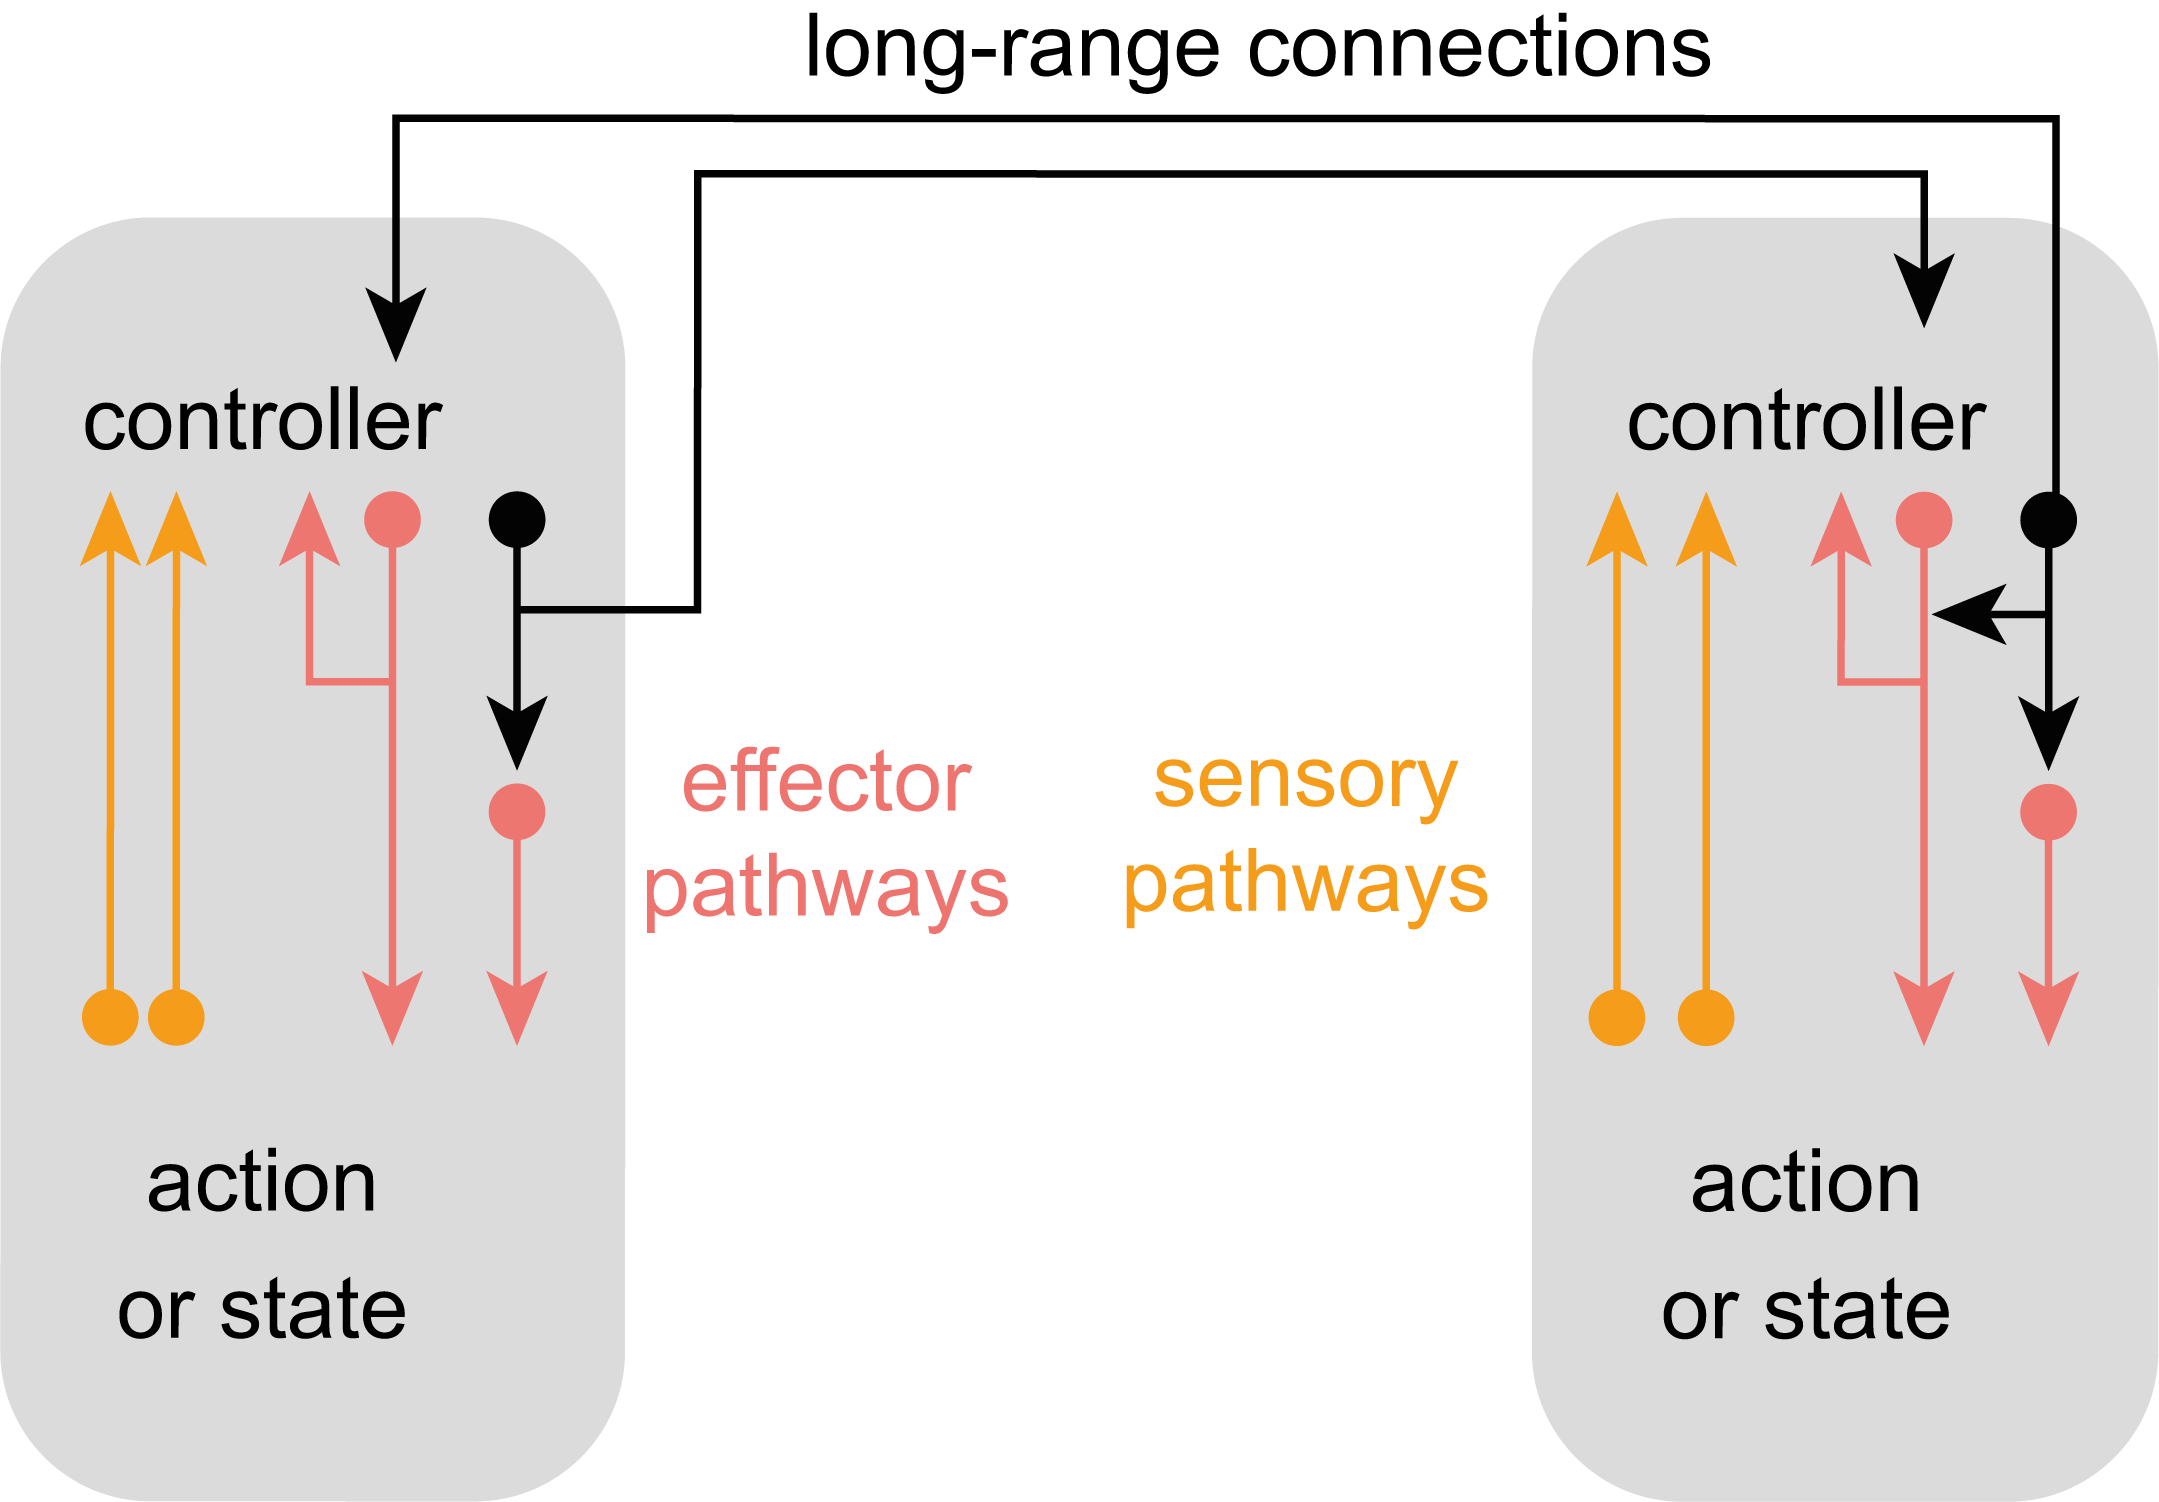 long-range connections
controller
controller
effector
pathways
sensory
pathways
action
or state
action
or state